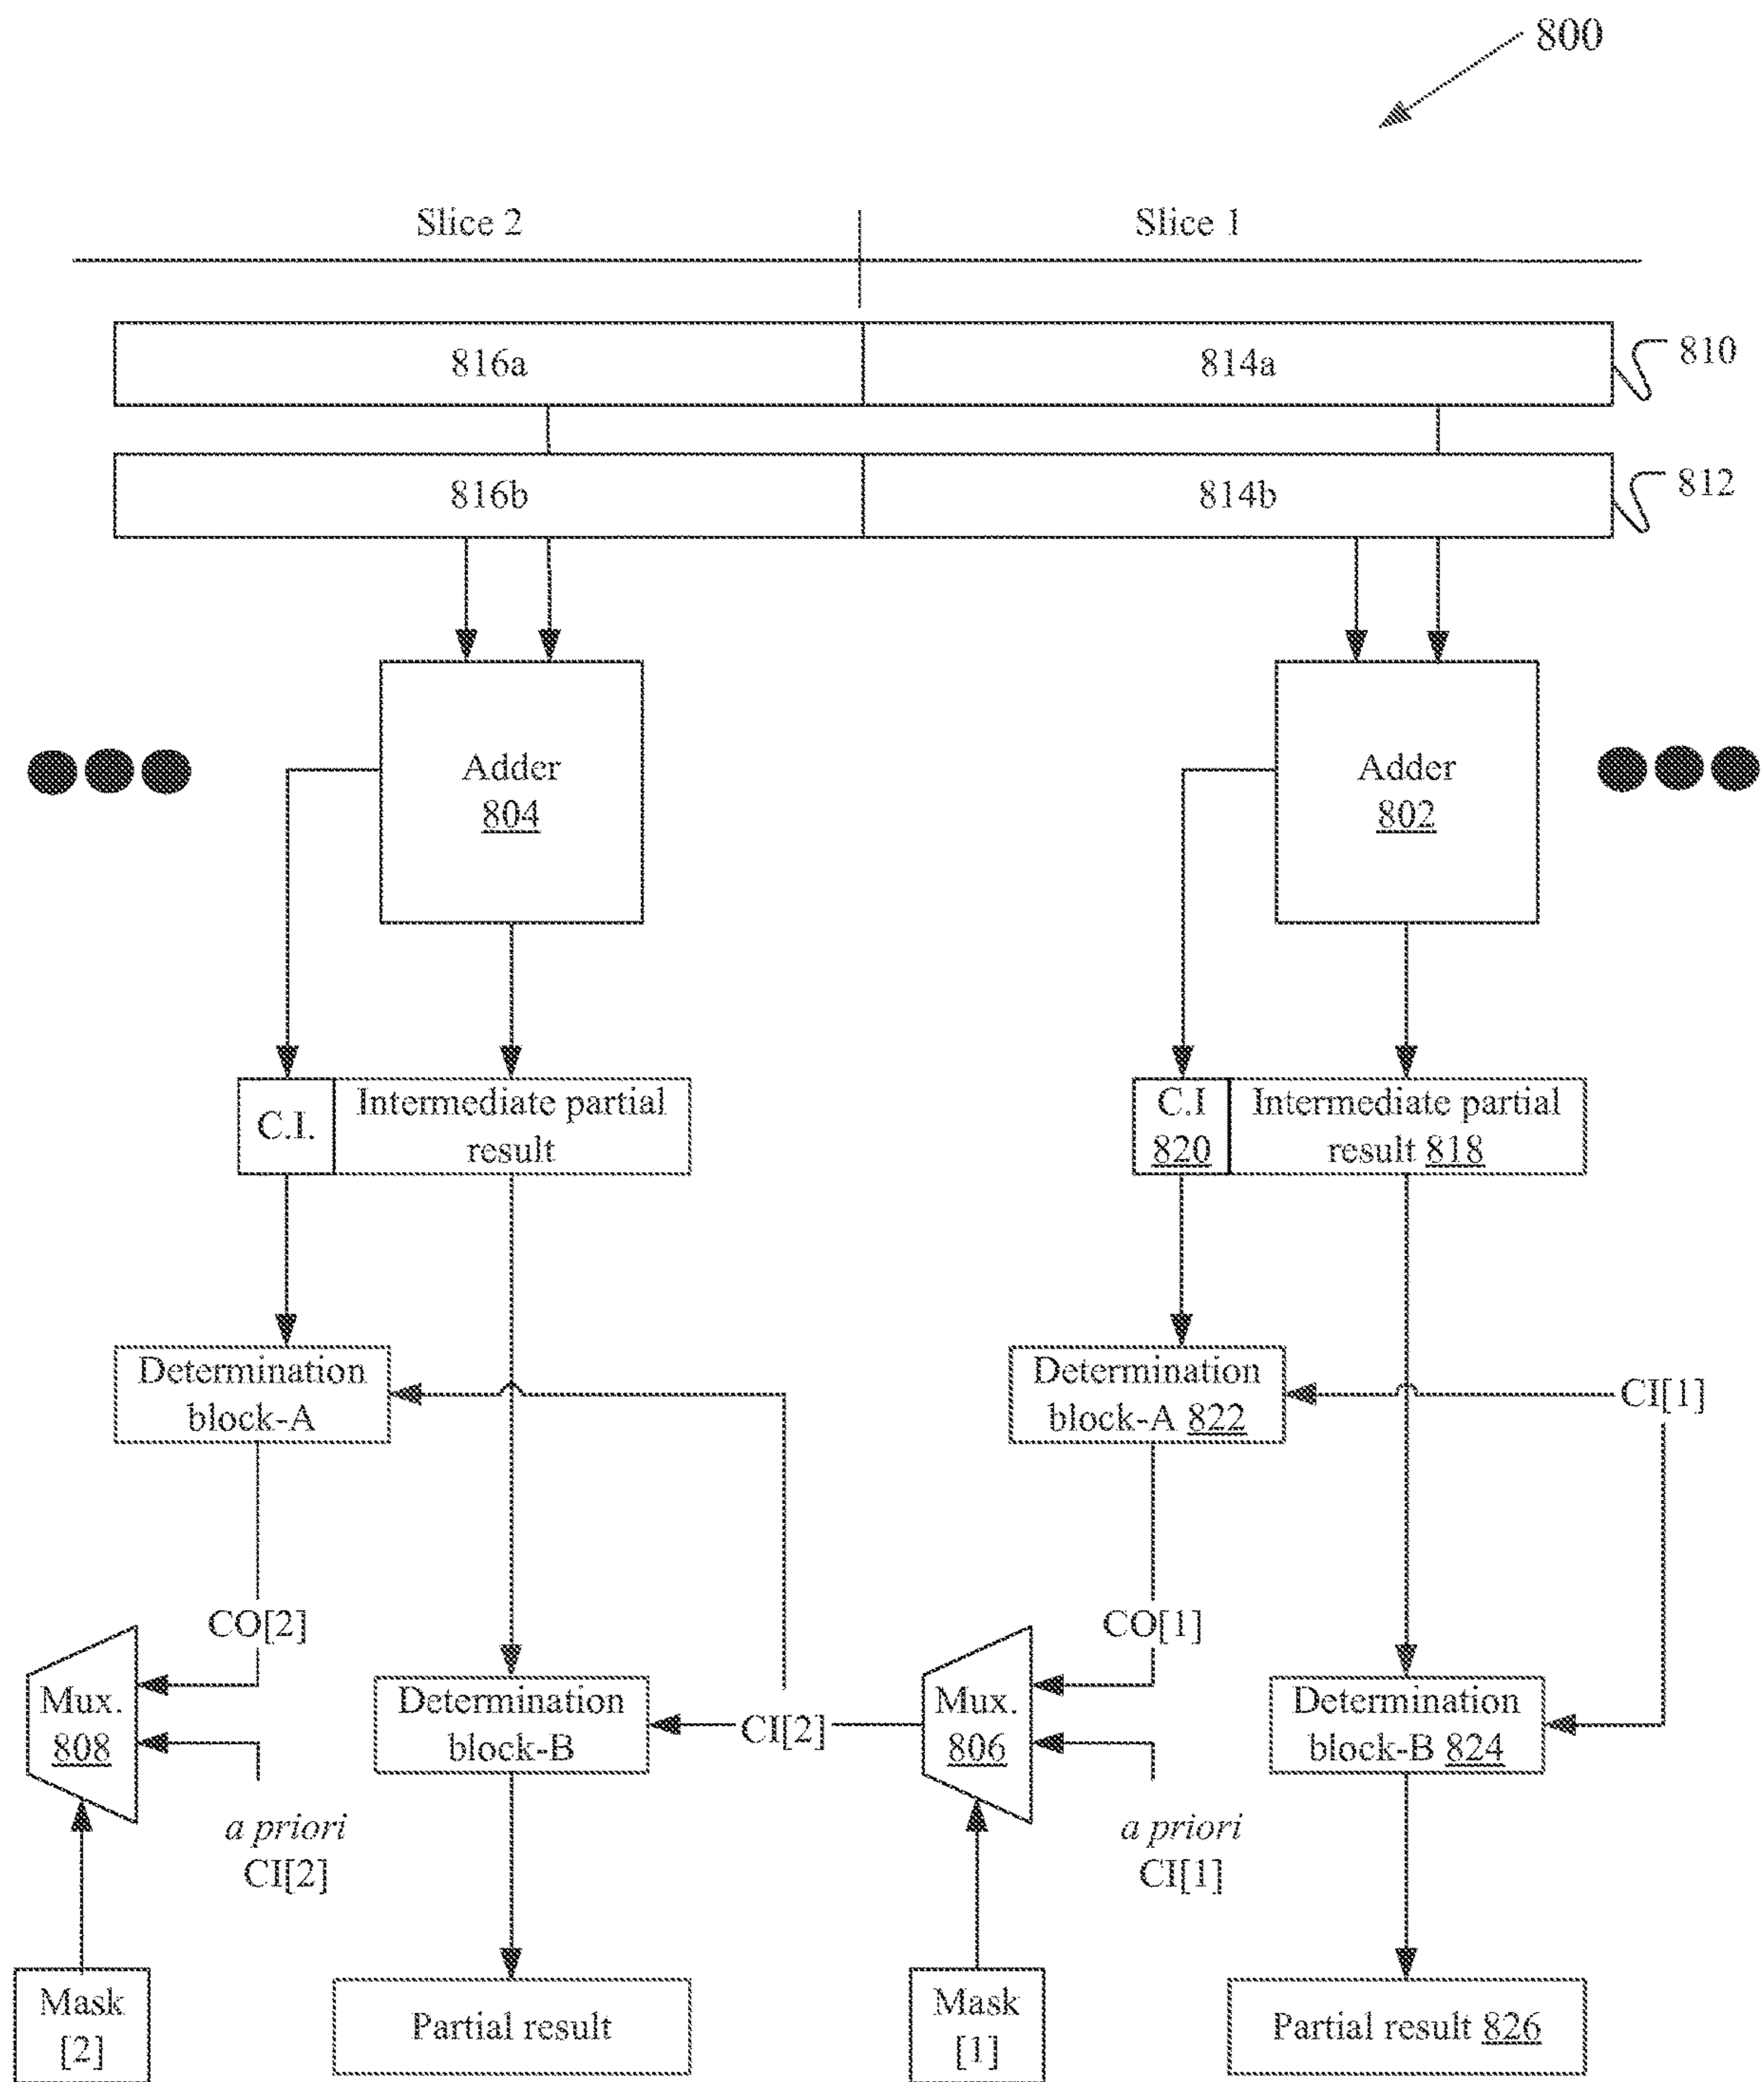 800
Slice 2
Slice 1
816a
814a
810
816b
814b
812
Adder
804
Adder
802
C.I.
Intermediate partial
result
C.I
820
Intermediate partial
result 818
Determination
block-A
Determination
block-A 822
CI[1]
CO[2]
CO[1]
Mux.
808
Determination
block-B
CI[2]
Mux.
806
Determination
block-B 824
a priori
CI[2]
a priori
CI[1]
Mask
[2]
Partial result
Mask
[1]
Partial result 826